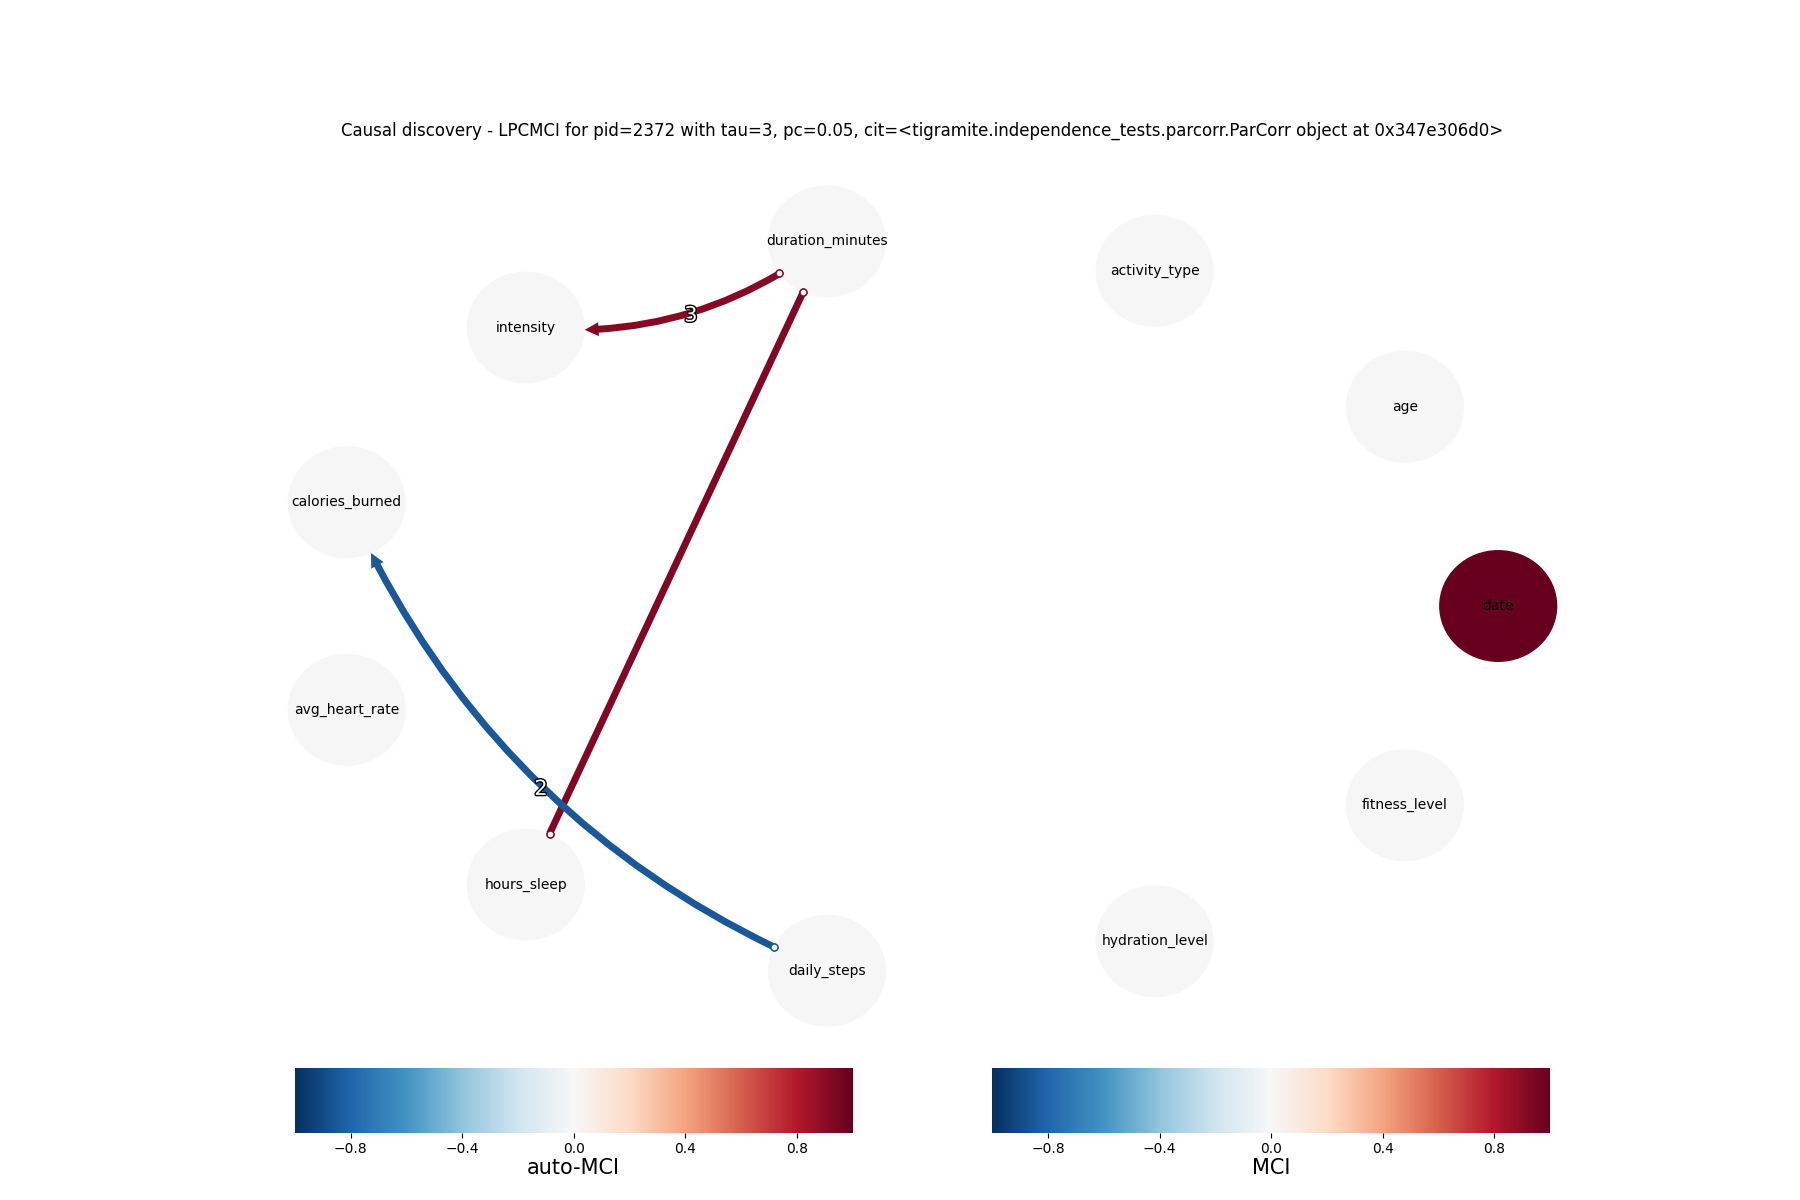 Causal discovery - LPCMCI for pid=2372 with tau=3, pc=0.05, cit=<tigramite.independence_tests.parcorr.ParCorr object at 0x347e306d0>
duration_minutes
activity_type
intensity
3
age
calories_burned
date
avg_heart_rate
2
fitness_level
hours_sleep
hydration_level
daily_steps
−0.8 −0.4 0.0 0.4 0.8
auto-MCI
−0.8 −0.4 0.0 0.4 0.8
MCI